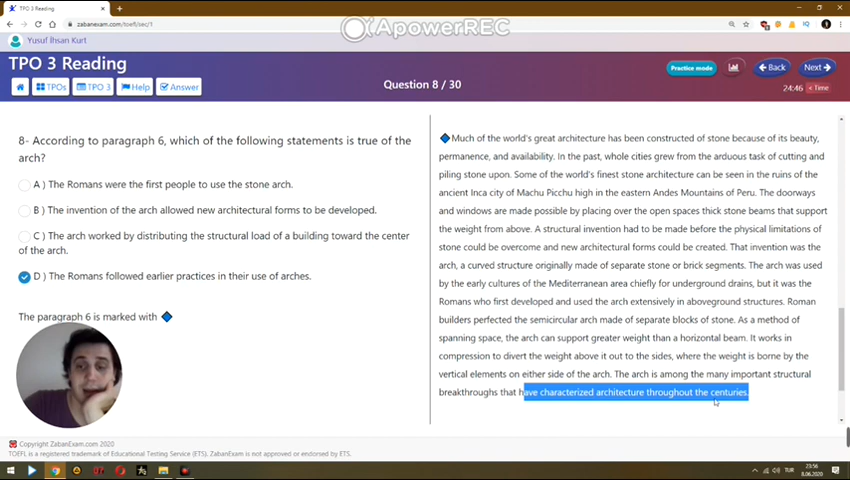 TPO 3 Reading
zabanexam.com/toefl/sec/1
IQ
ApowerREC
Yusuf İhsan Kurt
TPO 3 Reading
Practice mode
Back
Next
TPOs
TPO 3
Help
Answer
Question 8 / 30
24:46
< Time
8- According to paragraph 6, which of the following statements is true of the
arch?
A ) The Romans were the first people to use the stone arch.
B ) The invention of the arch allowed new architectural forms to be developed.
C ) The arch worked by distributing the structural load of a building toward the center
of the arch.
D ) The Romans followed earlier practices in their use of arches.
The paragraph 6 is marked with
Much of the world's great architecture has been constructed of stone because of its beauty,
permanence, and availability. In the past, whole cities grew from the arduous task of cutting and
piling stone upon. Some of the world's finest stone architecture can be seen in the ruins of the
ancient Inca city of Machu Picchu high in the eastern Andes Mountains of Peru. The doorways
and windows are made possible by placing over the open spaces thick stone beams that support
the weight from above. A structural invention had to be made before the physical limitations of
stone could be overcome and new architectural forms could be created. That invention was the
arch, a curved structure originally made of separate stone or brick segments. The arch was used
by the early cultures of the Mediterranean area chiefly for underground drains, but it was the
Romans who first developed and used the arch extensively in aboveground structures. Roman
builders perfected the semicircular arch made of separate blocks of stone. As a method of
spanning space, the arch can support greater weight than a horizontal beam. It works in
compression to divert the weight above it out to the sides, where the weight is borne by the
vertical elements on either side of the arch. The arch is among the many important structural
breakthroughs that have characterized architecture throughout the centuries.
Copyright ZabanExam.com 2020
TOEFL is a registered trademark of Educational Testing Service (ETS). ZabanExam is not approved or endorsed by ETS.
TUR
23:56
8.06.2020